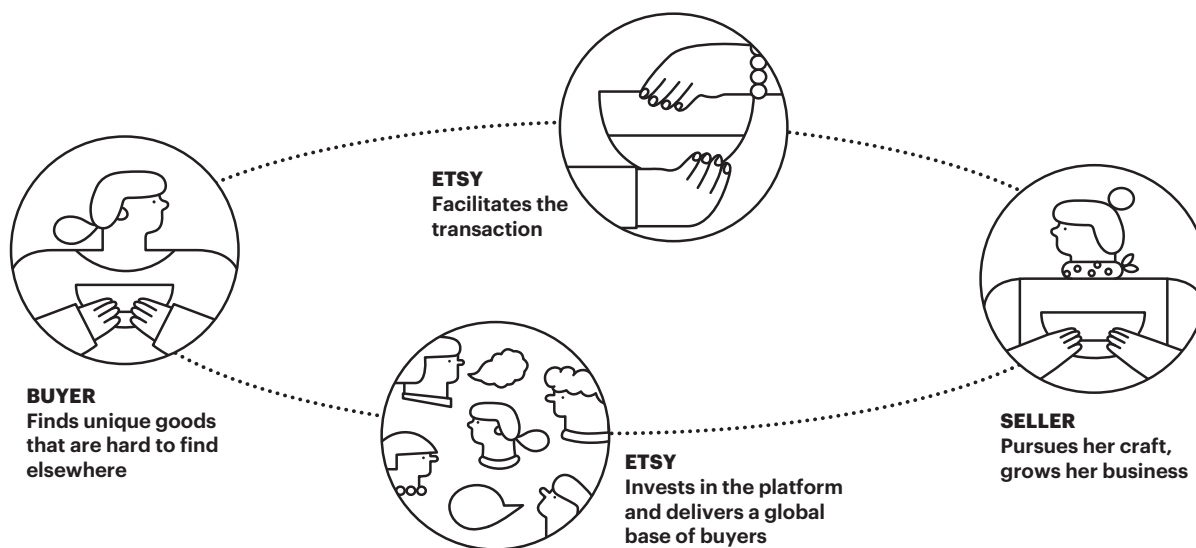 ETSY
Facilitates the
transaction
BUYER
Finds unique goods
that are hard to find
elsewhere
ETSY
Invests in the platform
and delivers a global
base of buyers
SELLER
Pursues her craft,
grows her business